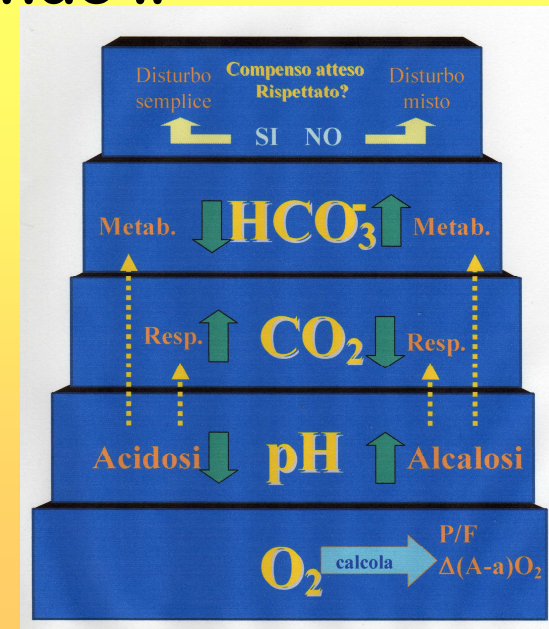 Disturbo semplice
Compenso atteso Rispettato?
Disturbo misto
SI NO
Metab. HCO3- Metab.
Resp. CO2 Resp.
Acidosi pH Alcalosi
O2 calcola P/F
Δ(A-a)O2